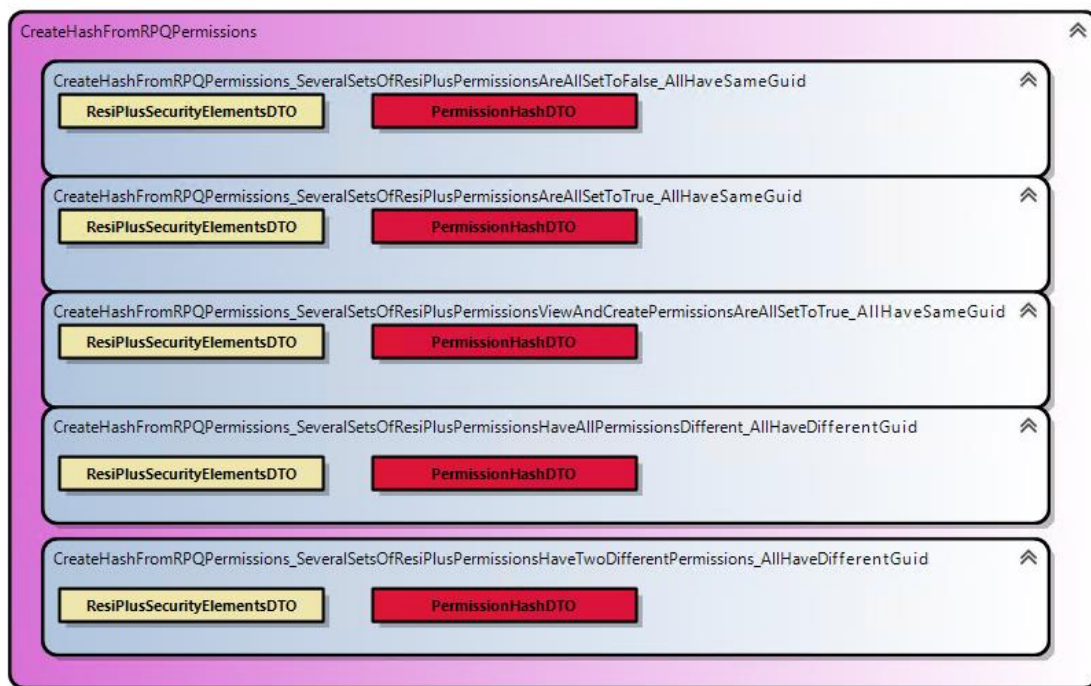 CreateHashFromRPQPermissions
CreateHashFromRPQPermissions_SeveralSetsOfResiPlusPermissionsAreAllSetToFalse_AllHaveSameGuid
ResiPlusSecurityElementsDTO PermissionHashDTO
CreateHashFromRPQPermissions_SeveralSetsOfResiPlusPermissionsAreAllSetToTrue_AllHaveSameGuid
ResiPlusSecurityElementsDTO PermissionHashDTO
CreateHashFromRPQPermissions_SeveralSetsOfResiPlusPermissionsViewAndCreatePermissionsAreAllSetToTrue_AllHaveSameGuid
ResiPlusSecurityElementsDTO PermissionHashDTO
CreateHashFromRPQPermissions_SeveralSetsOfResiPlusPermissionsHaveAllPermissionsDifferent_AllHaveDifferentGuid
ResiPlusSecurityElementsDTO PermissionHashDTO
CreateHashFromRPQPermissions_SeveralSetsOfResiPlusPermissionsHaveTwoDifferentPermissions_AllHaveDifferentGuid
ResiPlusSecurityElementsDTO PermissionHashDTO